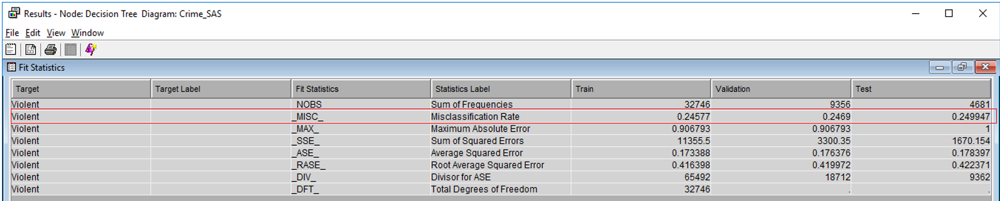 Results - Node: Decision Tree Diagram: Crime_SAS
File Edit View Window
Fit Statistics
Target Target Label Fit Statistics Statistics Label Train Validation Test
Violent _NOBS_ Sum of Frequencies 32746 9356 4681
Violent _MISC_ Misclassification Rate 0.24577 0.2469 0.249947
Violent _MAX_ Maximum Absolute Error 0.906793 0.906793 1
Violent _SSE_ Sum of Squared Errors 11355.5 3300.35 1670.154
Violent _ASE_ Average Squared Error 0.173388 0.176376 0.178397
Violent _RASE_ Root Average Squared Error 0.416398 0.419972 0.422371
Violent _DIV_ Divisor for ASE 65492 18712 9362
Violent _DFT_ Total Degrees of Freedom 32746 . .